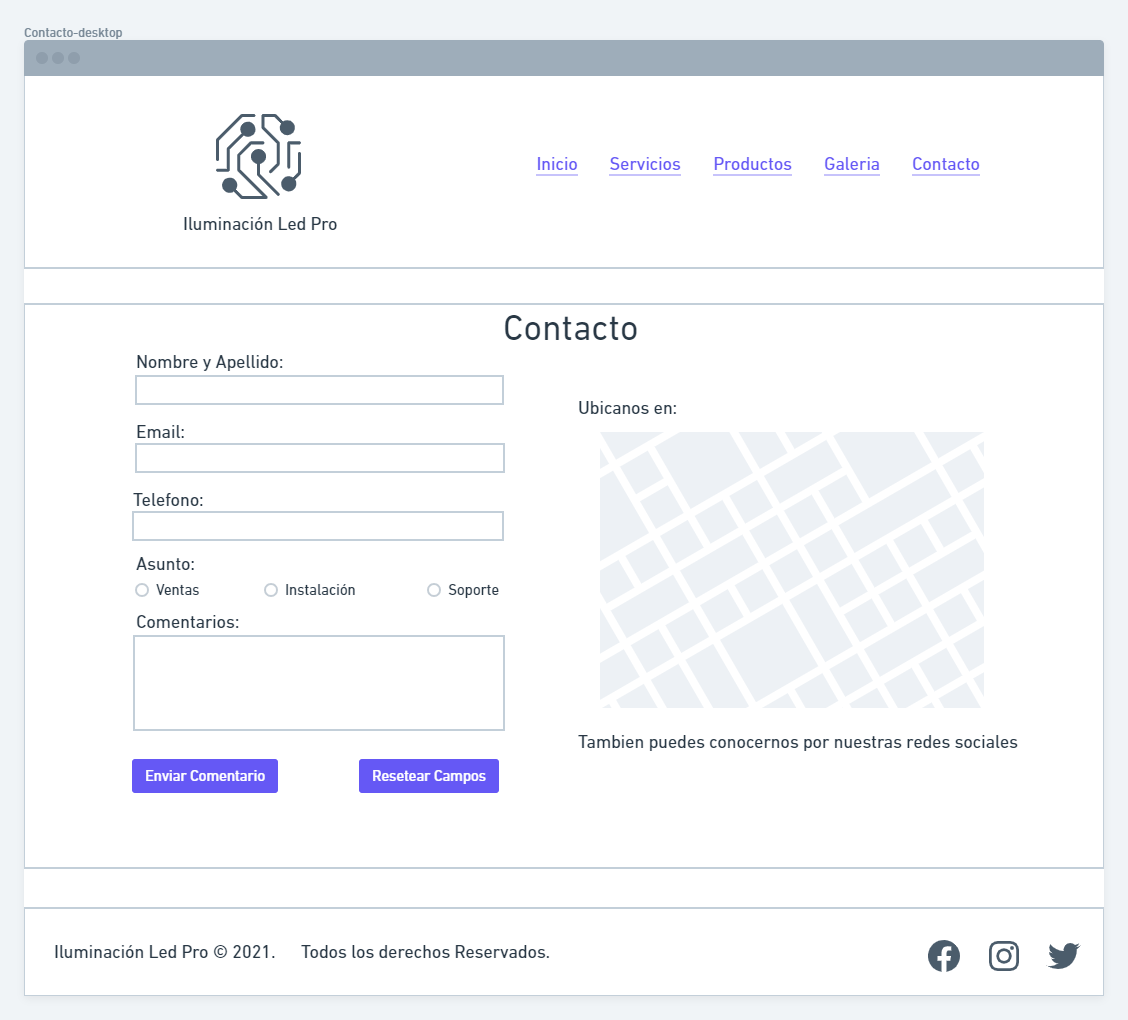 Contacto-desktop
Iluminación Led Pro
Inicio Servicios Productos Galeria Contacto
Contacto
Nombre y Apellido:
Email:
Telefono:
Asunto:
Ventas Instalación Soporte
Comentarios:
Enviar Comentario Resetear Campos
Ubicanos en:
Tambien puedes conocernos por nuestras redes sociales
Iluminación Led Pro © 2021. Todos los derechos Reservados.